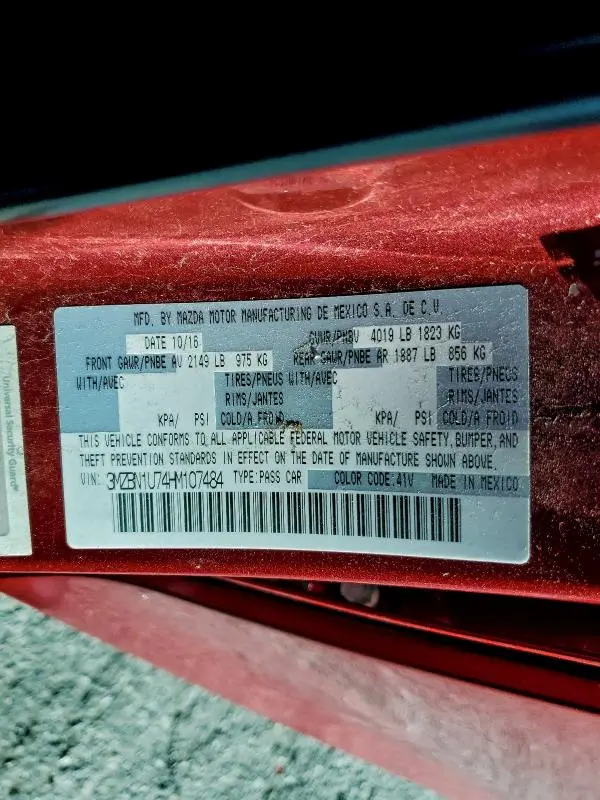 MFD. BY MAZDA MOTOR MANUFACTURING DE MEXICO S.A. DE C.V.
DATE 10/16 GVWR/PNBV 4019 LB 1823 KG
FRONT GAWR/PNBE AV 2149 LB 975 KG REAR GAWR/PNBE AR 1887 LB 856 KG
WITH/AVEC TIRES/PNEUS WITH/AVEC TIRES/PNEUS
RIMS/JANTES RIMS/JANTES
KPA/ PSI COLD/A FROID KPA/ PSI COLD/A FROID
THIS VEHICLE CONFORMS TO ALL APPLICABLE FEDERAL MOTOR VEHICLE SAFETY, BUMPER, AND
THEFT PREVENTION STANDARDS IN EFFECT ON THE DATE OF MANUFACTURE SHOWN ABOVE.
VIN: 3MZBN1U74HM107484 TYPE:PASS CAR COLOR CODE:41V MADE IN MEXICO
Universal Security Guard®